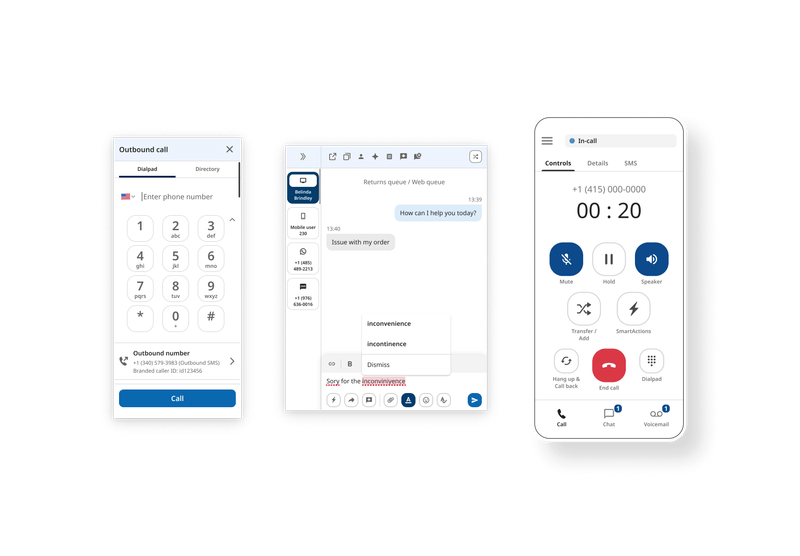 Outbound call
Dialpad
Directory
Enter phone number
1
2
abc
3
def
4
ghi
5
jkl
6
mno
7
pqrs
8
tuv
9
wxyz
*
0
+
#
Outbound number
+1 (340) 579-3983 (Outbound SMS)
Branded caller ID: id123456
Call
Belinda
Brindley
Mobile user
230
+1 (485)
489-2213
+1 (976)
636-0016
Returns queue / Web queue
13:39
How can I help you today?
13:40
Issue with my order
inconvenience
incontinence
Dismiss
B
Sory for the inconvinivence
A
In-call
Controls
Details
SMS
+1 (415) 000-0000
00 : 20
Mute
Hold
Speaker
Transfer /
Add
SmartActions
Hang up &
Call back
End call
Dialpad
Call
1
Chat
1
Voicemail